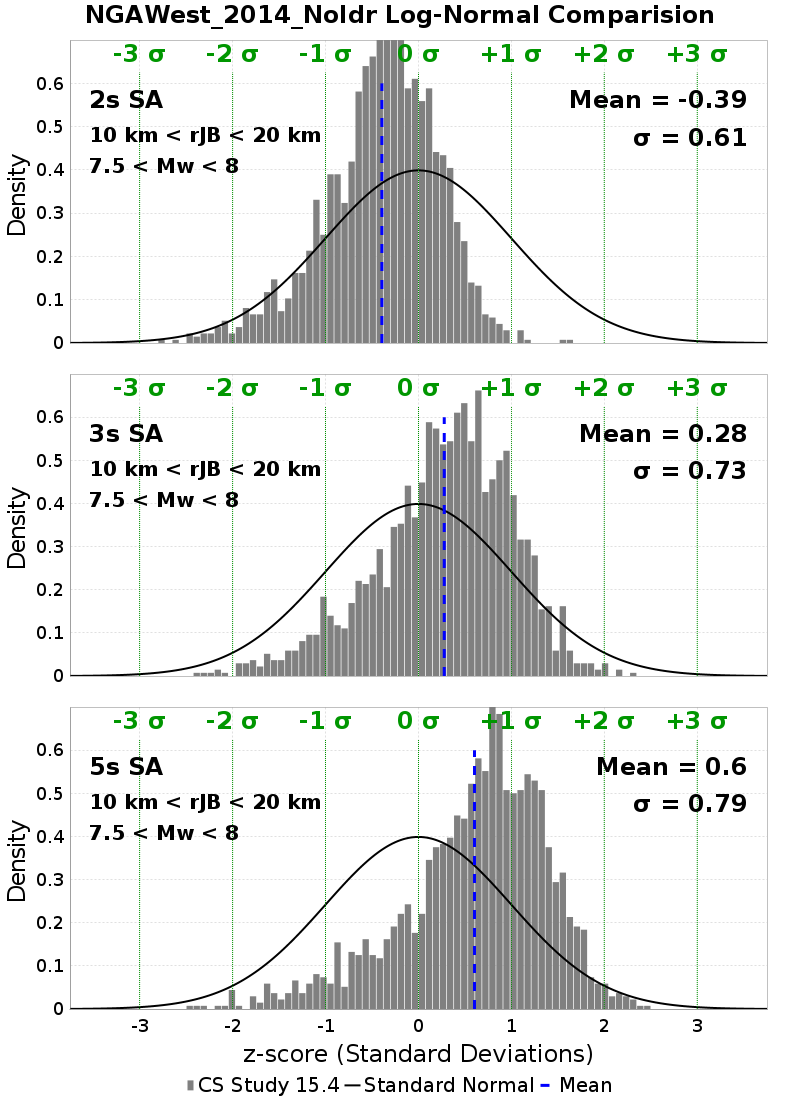 NGAWest_2014_NoIdr Log-Normal Comparision
-3 σ -2 σ -1 σ 0 σ +1 σ +2 σ +3 σ
2s SA Mean = -0.39
10 km < rJB < 20 km σ = 0.61
7.5 < Mw < 8
Density
0.6
0.5
0.4
0.3
0.2
0.1
0
-3 σ -2 σ -1 σ 0 σ +1 σ +2 σ +3 σ
3s SA Mean = 0.28
10 km < rJB < 20 km σ = 0.73
7.5 < Mw < 8
Density
0.6
0.5
0.4
0.3
0.2
0.1
0
-3 σ -2 σ -1 σ 0 σ +1 σ +2 σ +3 σ
5s SA Mean = 0.6
10 km < rJB < 20 km σ = 0.79
7.5 < Mw < 8
Density
0.6
0.5
0.4
0.3
0.2
0.1
0
-3 -2 -1 0 1 2 3
z-score (Standard Deviations)
CS Study 15.4 Standard Normal Mean